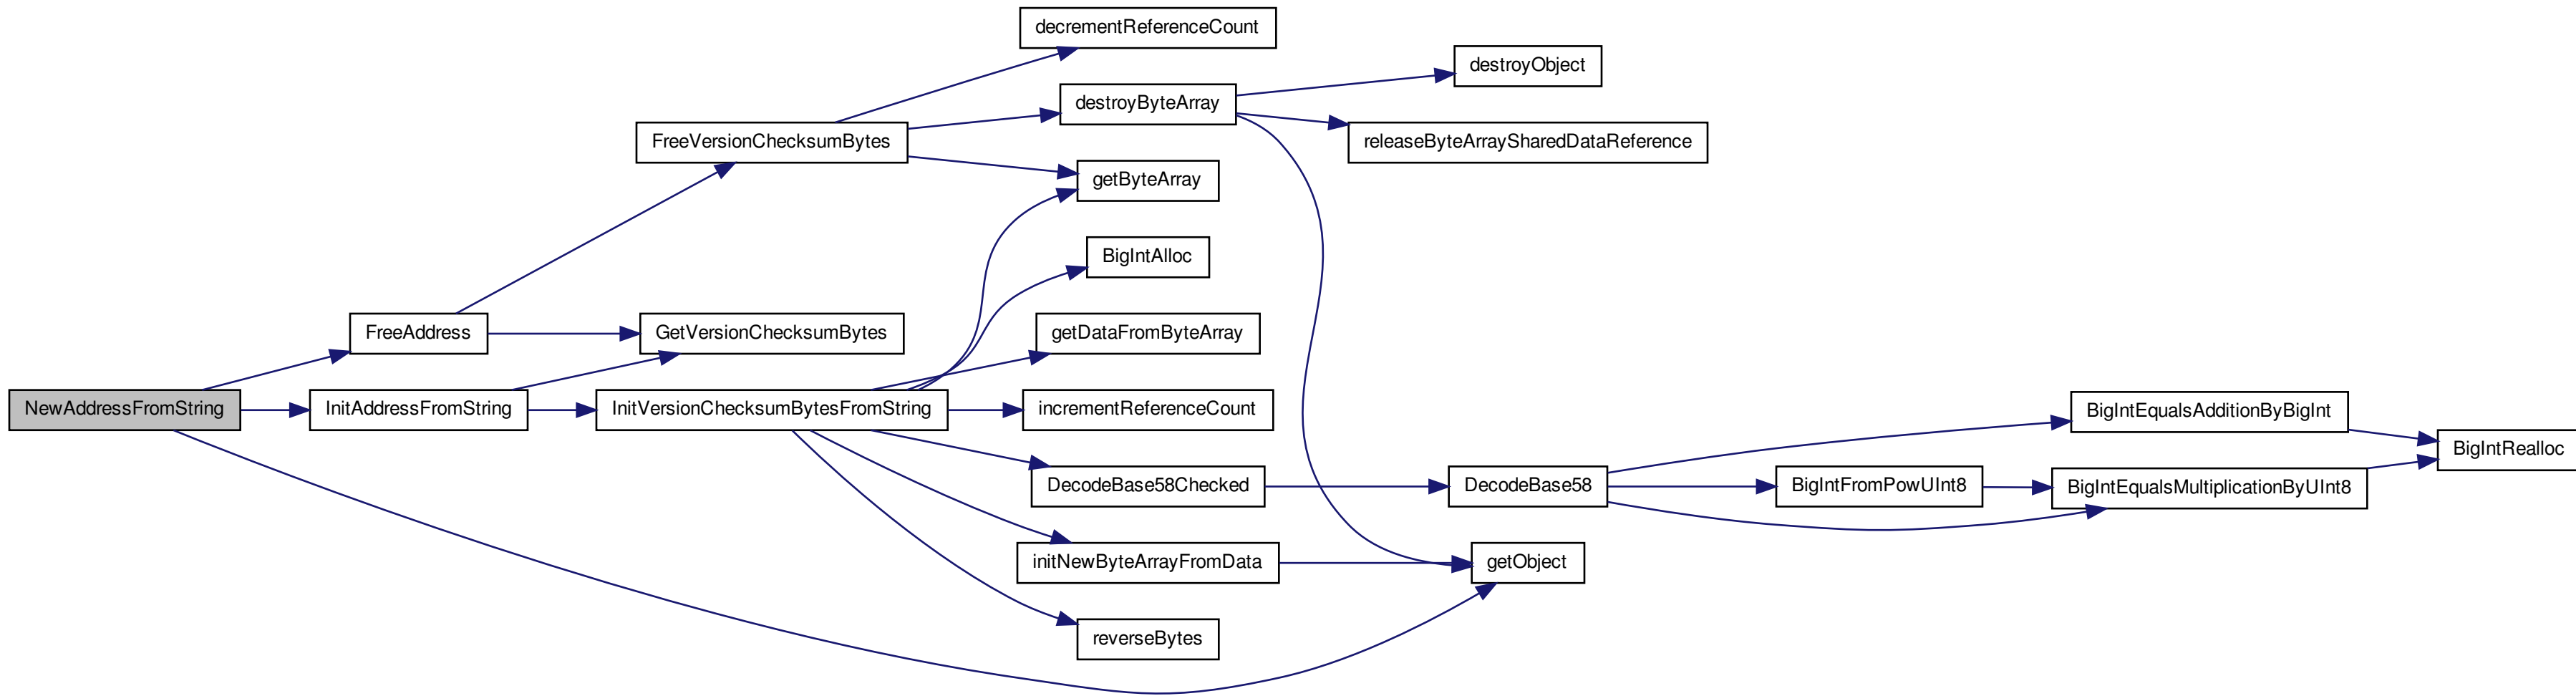 decrementReferenceCount
destroyObject
destroyByteArray
FreeVersionChecksumBytes
releaseByteArraySharedDataReference
getByteArray
BigIntAlloc
FreeAddress
GetVersionChecksumBytes
getDataFromByteArray
NewAddressFromString
InitAddressFromString
InitVersionChecksumBytesFromString
incrementReferenceCount
BigIntEqualsAdditionByBigInt
BigIntRealloc
DecodeBase58Checked
DecodeBase58
BigIntFromPowUInt8
BigIntEqualsMultiplicationByUInt8
initNewByteArrayFromData
getObject
reverseBytes